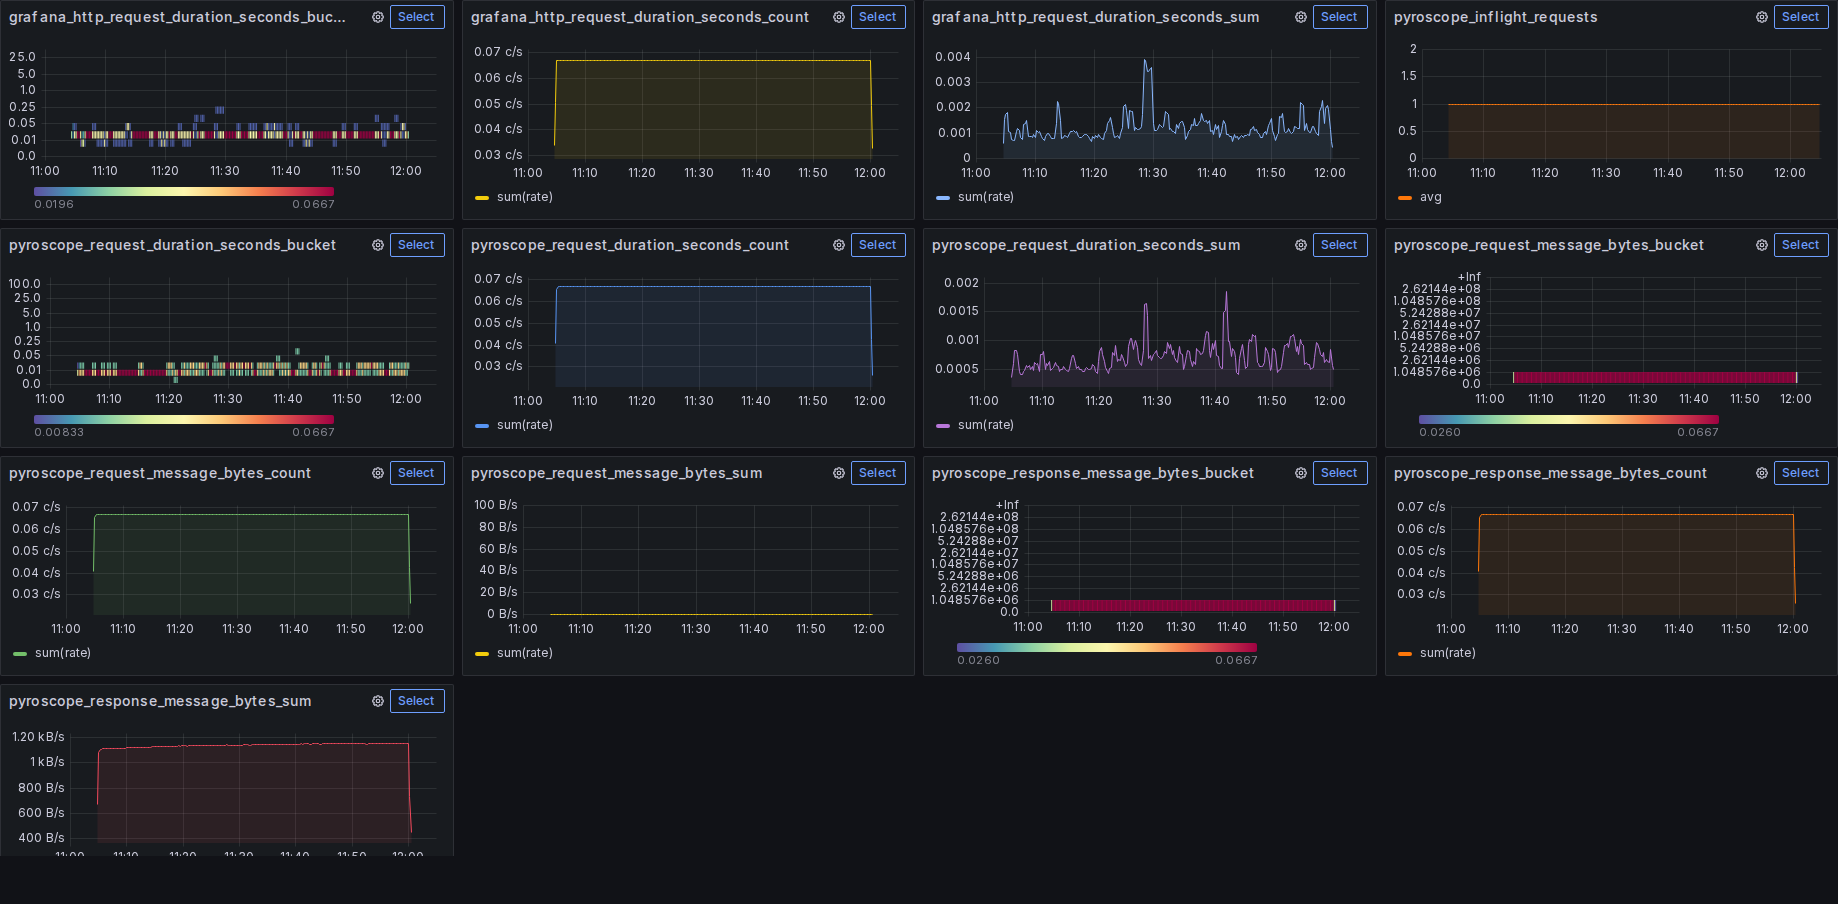 grafana_http_request_duration_seconds_buc...
Select
25.0
5.0
1.0
0.25
0.05
0.01
0.0
11:00 11:10 11:20 11:30 11:40 11:50 12:00
0.0196 0.0667
grafana_http_request_duration_seconds_count
Select
0.07 c/s
0.06 c/s
0.05 c/s
0.04 c/s
0.03 c/s
11:00 11:10 11:20 11:30 11:40 11:50 12:00
sum(rate)
grafana_http_request_duration_seconds_sum
Select
0.004
0.003
0.002
0.001
0
11:00 11:10 11:20 11:30 11:40 11:50 12:00
sum(rate)
pyroscope_inflight_requests
Select
2
1.5
1
0.5
0
11:00 11:10 11:20 11:30 11:40 11:50 12:00
avg
pyroscope_request_duration_seconds_bucket
Select
100.0
25.0
5.0
1.0
0.25
0.05
0.01
0.0
11:00 11:10 11:20 11:30 11:40 11:50 12:00
0.00833 0.0667
pyroscope_request_duration_seconds_count
Select
0.07 c/s
0.06 c/s
0.05 c/s
0.04 c/s
0.03 c/s
11:00 11:10 11:20 11:30 11:40 11:50 12:00
sum(rate)
pyroscope_request_duration_seconds_sum
Select
0.002
0.0015
0.001
0.0005
11:00 11:10 11:20 11:30 11:40 11:50 12:00
sum(rate)
pyroscope_request_message_bytes_bucket
Select
+Inf
2.62144e+08
1.048576e+08
5.24288e+07
2.62144e+07
1.048576e+07
5.24288e+06
2.62144e+06
1.048576e+06
0.0
11:00 11:10 11:20 11:30 11:40 11:50 12:00
0.0260 0.0667
pyroscope_request_message_bytes_count
Select
0.07 c/s
0.06 c/s
0.05 c/s
0.04 c/s
0.03 c/s
11:00 11:10 11:20 11:30 11:40 11:50 12:00
sum(rate)
pyroscope_request_message_bytes_sum
Select
100 B/s
80 B/s
60 B/s
40 B/s
20 B/s
0 B/s
11:00 11:10 11:20 11:30 11:40 11:50 12:00
sum(rate)
pyroscope_response_message_bytes_bucket
Select
+Inf
2.62144e+08
1.048576e+08
5.24288e+07
2.62144e+07
1.048576e+07
5.24288e+06
2.62144e+06
1.048576e+06
0.0
11:00 11:10 11:20 11:30 11:40 11:50 12:00
0.0260 0.0667
pyroscope_response_message_bytes_count
Select
0.07 c/s
0.06 c/s
0.05 c/s
0.04 c/s
0.03 c/s
11:00 11:10 11:20 11:30 11:40 11:50 12:00
sum(rate)
pyroscope_response_message_bytes_sum
Select
1.20 kB/s
1 kB/s
800 B/s
600 B/s
400 B/s
11:00 11:10 11:20 11:30 11:40 11:50 12:00